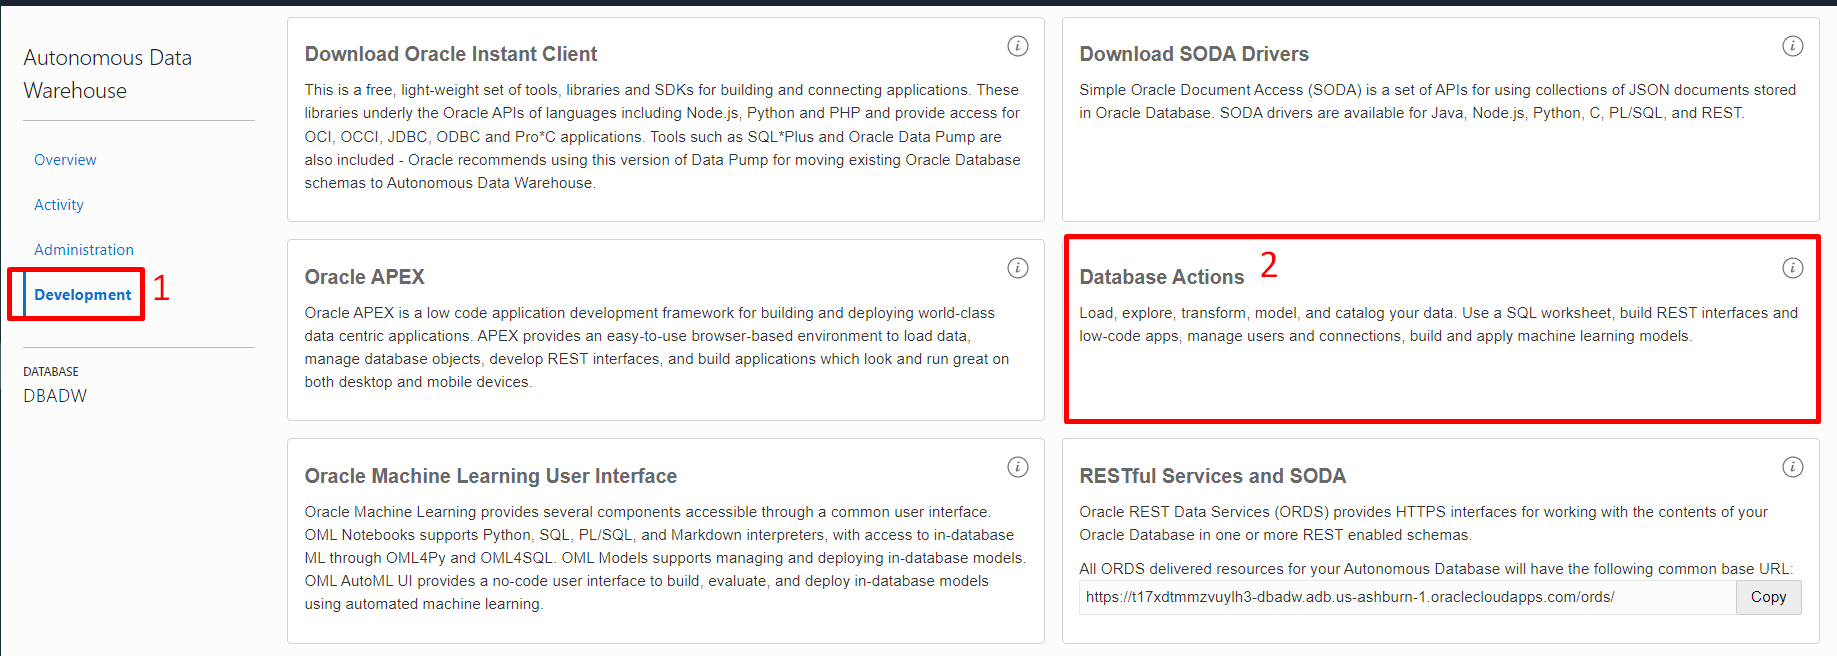 Autonomous Data
Warehouse
Overview
Activity
Administration
Development
1
DATABASE
DBADW
Download Oracle Instant Client
This is a free, light-weight set of tools, libraries and SDKs for building and connecting applications. These
libraries underly the Oracle APIs of languages including Node.js, Python and PHP and provide access for
OCI, OCCI, JDBC, ODBC and Pro*C applications. Tools such as SQL*Plus and Oracle Data Pump are
also included - Oracle recommends using this version of Data Pump for moving existing Oracle Database
schemas to Autonomous Data Warehouse.
Download SODA Drivers
Simple Oracle Document Access (SODA) is a set of APIs for using collections of JSON documents stored
in Oracle Database. SODA drivers are available for Java, Node.js, Python, C, PL/SQL, and REST.
Oracle APEX
Oracle APEX is a low code application development framework for building and deploying world-class
data centric applications. APEX provides an easy-to-use browser-based environment to load data,
manage database objects, develop REST interfaces, and build applications which look and run great on
both desktop and mobile devices.
Database Actions 2
Load, explore, transform, model, and catalog your data. Use a SQL worksheet, build REST interfaces and
low-code apps, manage users and connections, build and apply machine learning models.
Oracle Machine Learning User Interface
Oracle Machine Learning provides several components accessible through a common user interface.
OML Notebooks supports Python, SQL, PL/SQL, and Markdown interpreters, with access to in-database
ML through OML4Py and OML4SQL. OML Models supports managing and deploying in-database models.
OML AutoML UI provides a no-code user interface to build, evaluate, and deploy in-database models
using automated machine learning.
RESTful Services and SODA
Oracle REST Data Services (ORDS) provides HTTPS interfaces for working with the contents of your
Oracle Database in one or more REST enabled schemas.
All ORDS delivered resources for your Autonomous Database will have the following common base URL:
https://t17xdtmmzvuylh3-dbadw.adb.us-ashburn-1.oraclecloudapps.com/ords/
Copy